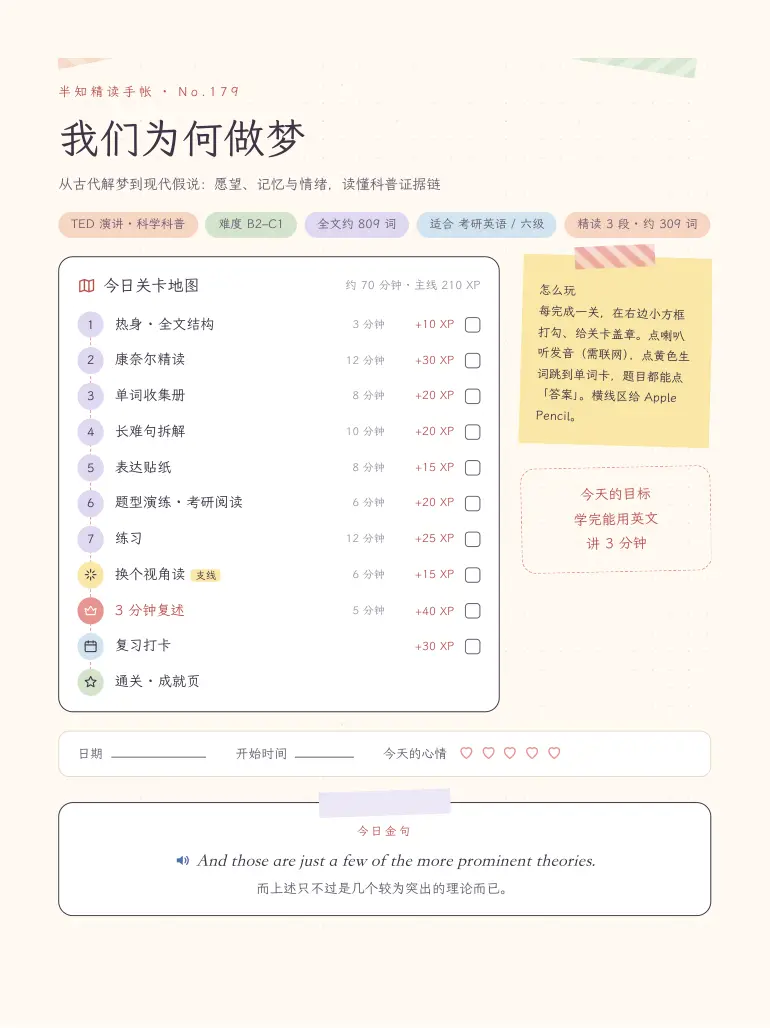 半知精读手帐 · No.179
我们为何做梦
从古代解梦到现代假说：愿望、记忆与情绪，读懂科普证据链
TED 演讲·科学科普
难度 B2–C1
全文约 809 词
适合 考研英语 / 六级
精读 3 段·约 309 词
今日关卡地图
约 70 分钟·主线 210 XP
1 热身·全文结构 3 分钟 +10 XP
2 康奈尔精读 12 分钟 +30 XP
3 单词收集册 8 分钟 +20 XP
4 长难句拆解 10 分钟 +20 XP
5 表达贴纸 8 分钟 +15 XP
6 题型演练·考研阅读 6 分钟 +20 XP
7 练习 12 分钟 +25 XP
换个视角读 支线 6 分钟 +15 XP
3 分钟复述 5 分钟 +40 XP
复习打卡 +30 XP
通关·成就页
怎么玩
每完成一关，在右边小方框
打勾、给关卡盖章。点喇叭
听发音（需联网），点黄色生
词跳到单词卡，题目都能点
「答案」。横线区给 Apple
Pencil。
今天的目标
学完能用英文
讲 3 分钟
日期 开始时间 今天的心情
今日金句
And those are just a few of the more prominent theories.
而上述只不过是几个较为突出的理论而已。